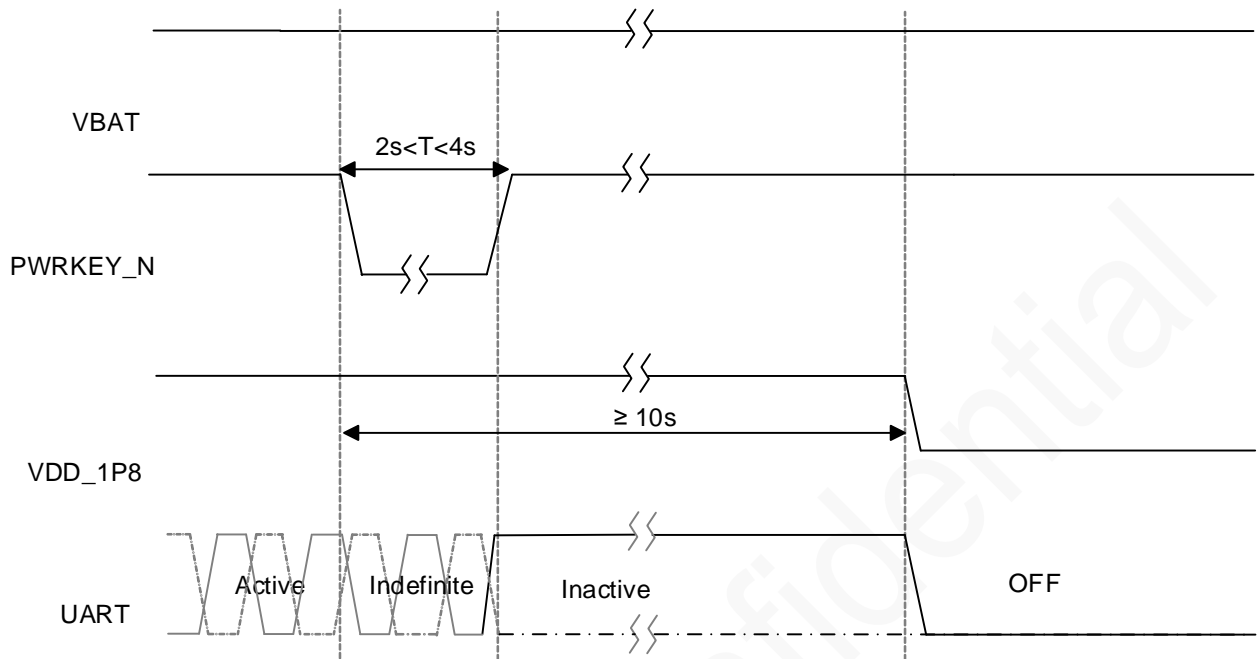 VBAT
2s<T<4s
PWRKEY_N
≥ 10s
VDD_1P8
Active
Indefinite
Inactive
OFF
UART